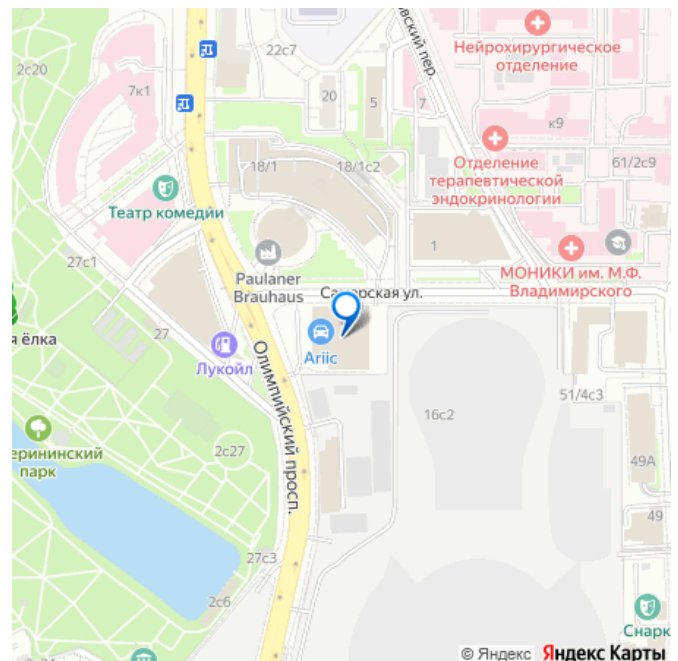 22с7
Нейрохирургическое
отделение
2с20
7к1
20
5
7
к9
18/1
18/1с2
Отделение
терапевтической
эндокринологии
61/2с9
Театр комедии
1
27с1
Paulaner
Brauhaus
МОНИКИ им. М.Ф.
Владимирского
я ёлка
27
Лукойл
Ariic
Олимпийский просп.
51/4с3
16с2
2с27
парк
49А
49
27с3
2с6
Снарк
© Яндекс Яндекс Карты